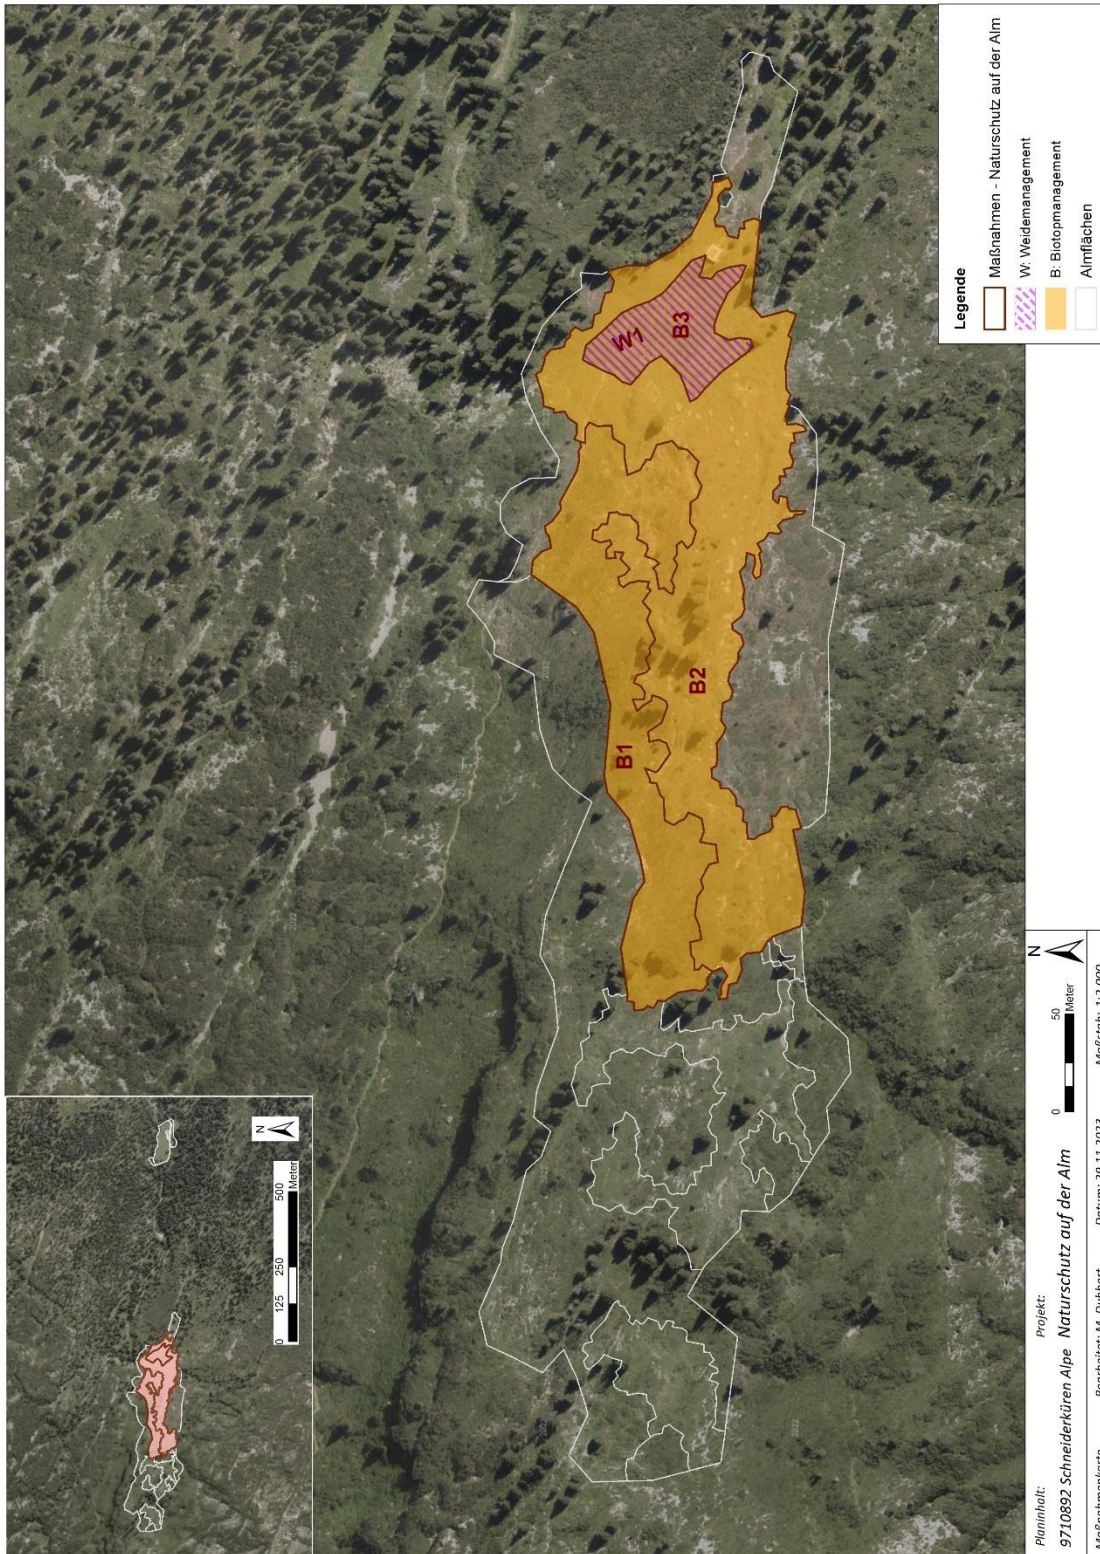 Legende
Maßnahmen - Naturschutz auf der Alm
W: Weidemanagement
B: Biotopmanagement
Almflächen
W1
B3
B1
B2
N
0 125 250 500
Meter
Planinhalt:
9710892 Schneiderküren Alpe
Projekt:
Naturschutz auf der Alm
N
0 50
Meter